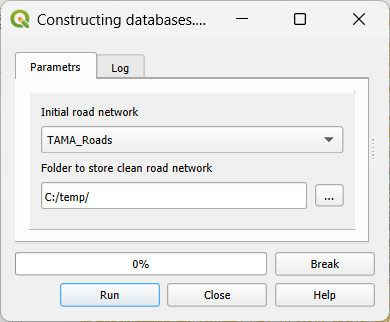 Constructing databases....
Parametrs
Log
Initial road network
TAMA_Roads
Folder to store clean road network
C:/temp/
...
0%
Break
Run
Close
Help